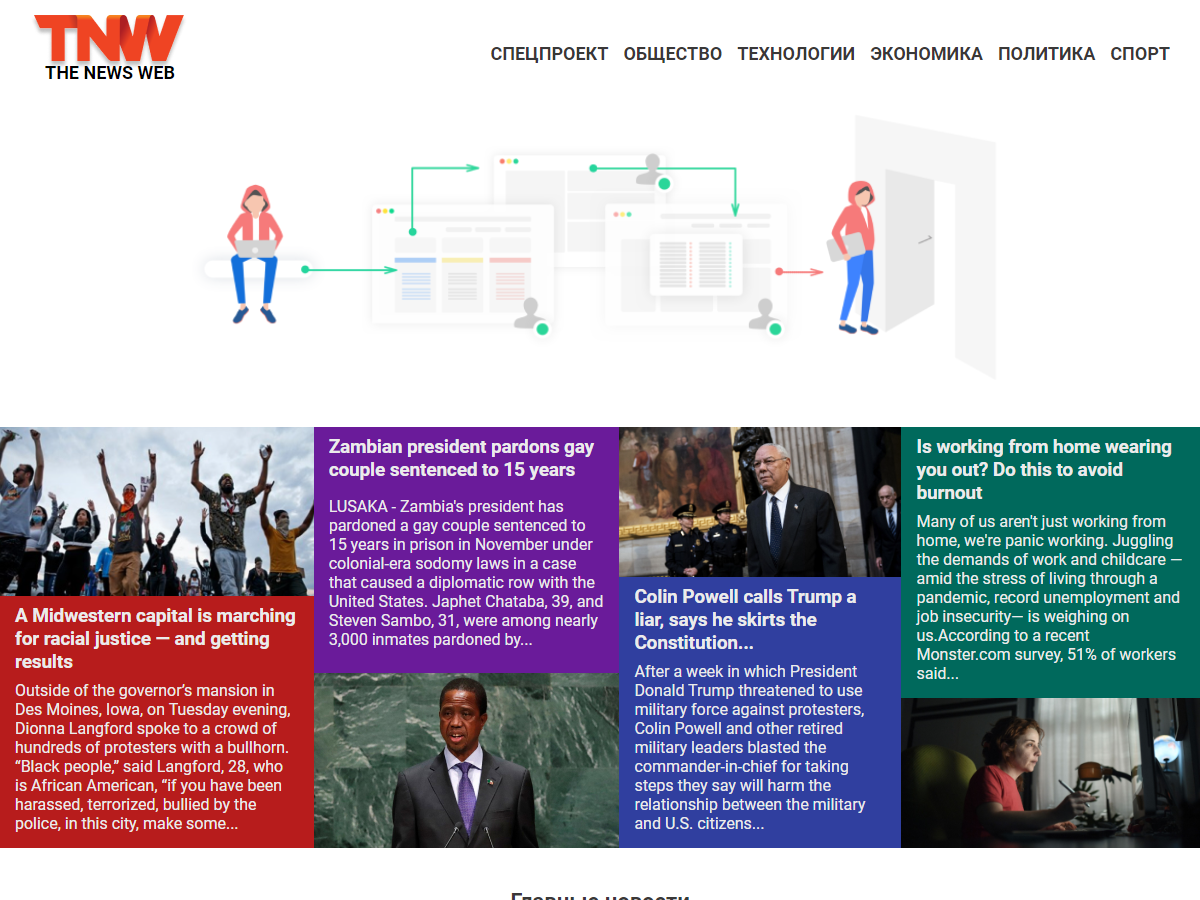 TNW
THE NEWS WEB
СПЕЦПРОЕКТ ОБЩЕСТВО ТЕХНОЛОГИИ ЭКОНОМИКА ПОЛИТИКА СПОРТ
A Midwestern capital is marching
for racial justice — and getting
results
Outside of the governor’s mansion in
Des Moines, Iowa, on Tuesday evening,
Dionna Langford spoke to a crowd of
hundreds of protesters with a bullhorn.
“Black people,” said Langford, 28, who
is African American, “if you have been
harassed, terrorized, bullied by the
police, in this city, make some...
Zambian president pardons gay
couple sentenced to 15 years
LUSAKA - Zambia's president has
pardoned a gay couple sentenced to
15 years in prison in November under
colonial-era sodomy laws in a case
that caused a diplomatic row with the
United States. Japhet Chataba, 39, and
Steven Sambo, 31, were among nearly
3,000 inmates pardoned by...
Colin Powell calls Trump a
liar, says he skirts the
Constitution...
After a week in which President
Donald Trump threatened to use
military force against protesters,
Colin Powell and other retired
military leaders blasted the
commander-in-chief for taking
steps they say will harm the
relationship between the military
and U.S. citizens...
Is working from home wearing
you out? Do this to avoid
burnout
Many of us aren't just working from
home, we're panic working. Juggling
the demands of work and childcare —
amid the stress of living through a
pandemic, record unemployment and
job insecurity— is weighing on
us.According to a recent
Monster.com survey, 51% of workers
said...
Главные новости